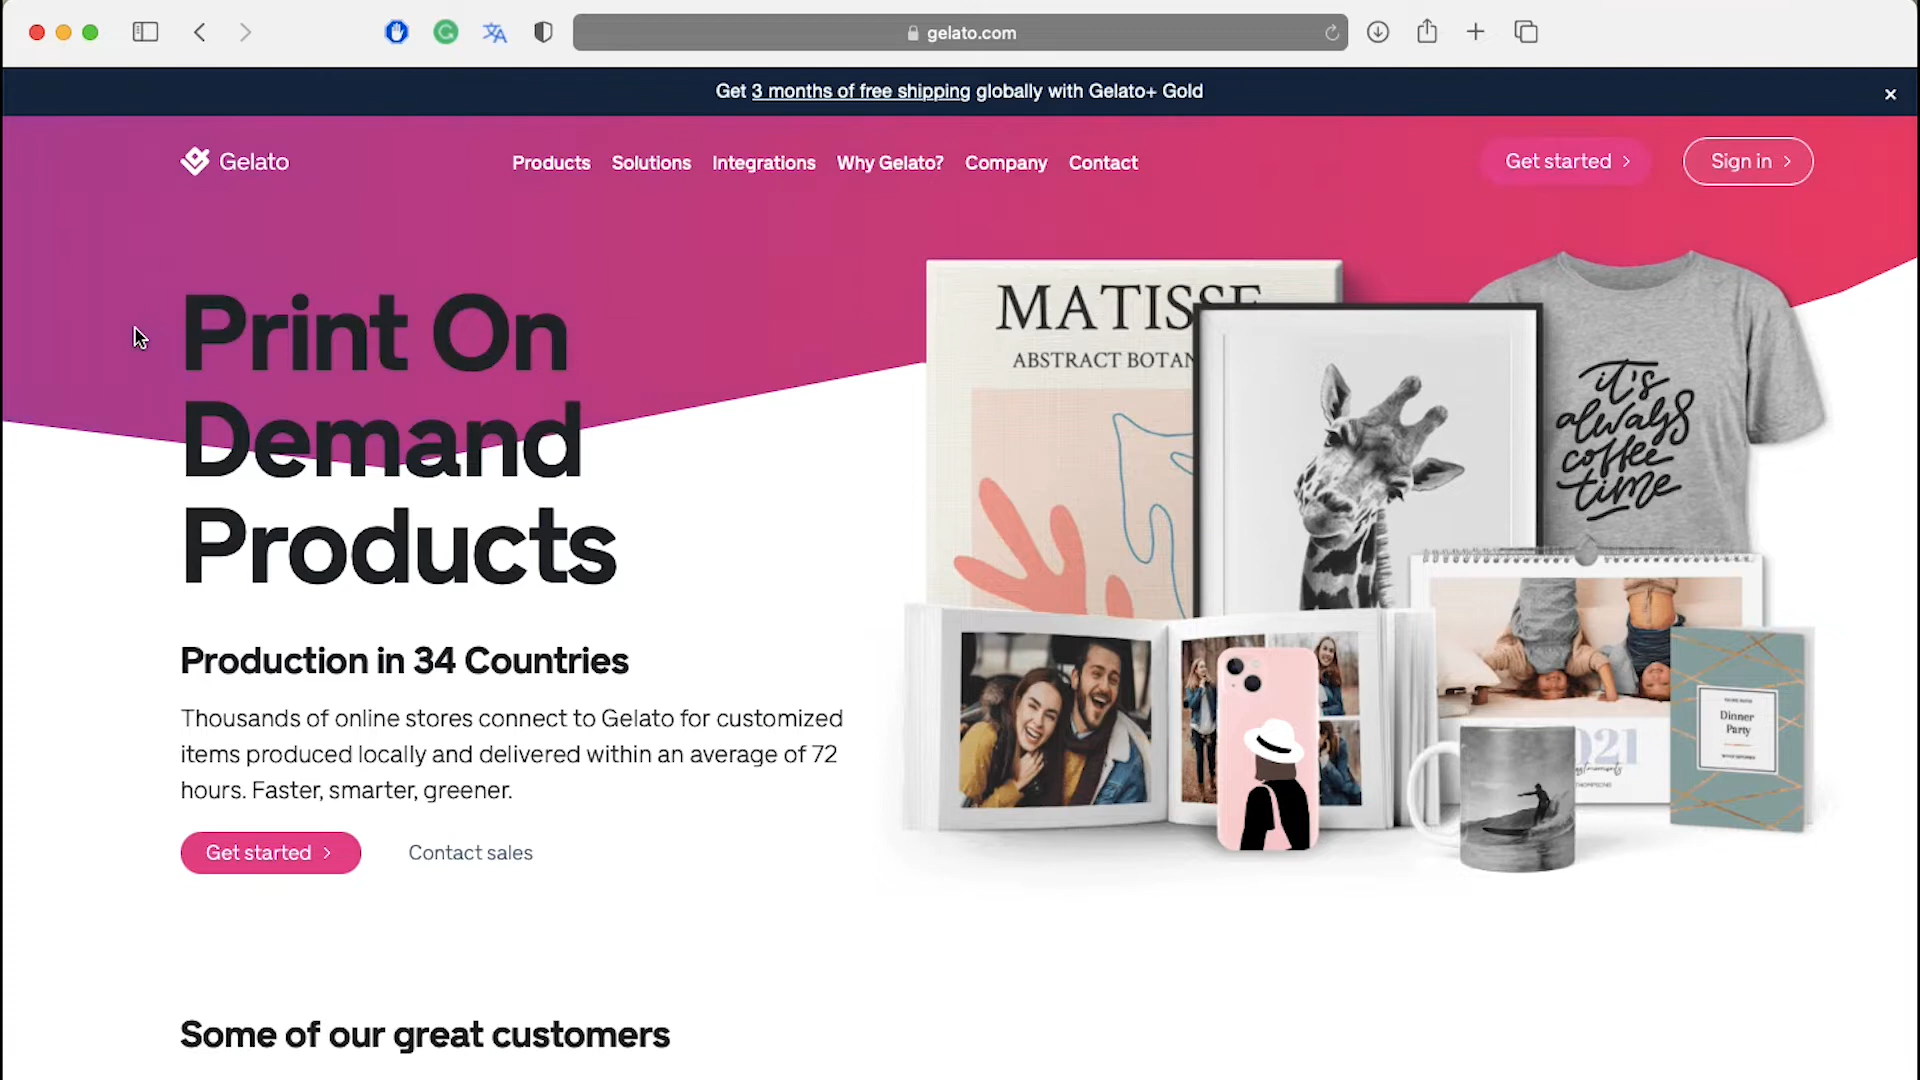 gelato.com
Get 3 months of free shipping globally with Gelato+ Gold
Gelato
Products
Solutions
Integrations
Why Gelato?
Company
Contact
Get started
Sign in
Print On
Demand
Products
Production in 34 Countries
Thousands of online stores connect to Gelato for customized
items produced locally and delivered within an average of 72
hours. Faster, smarter, greener.
Get started
Contact sales
MATISSE
ABSTRACT BOTAN
it's
always
coffee
time
Dinner
Party
2021
THOMPSONS
Some of our great customers